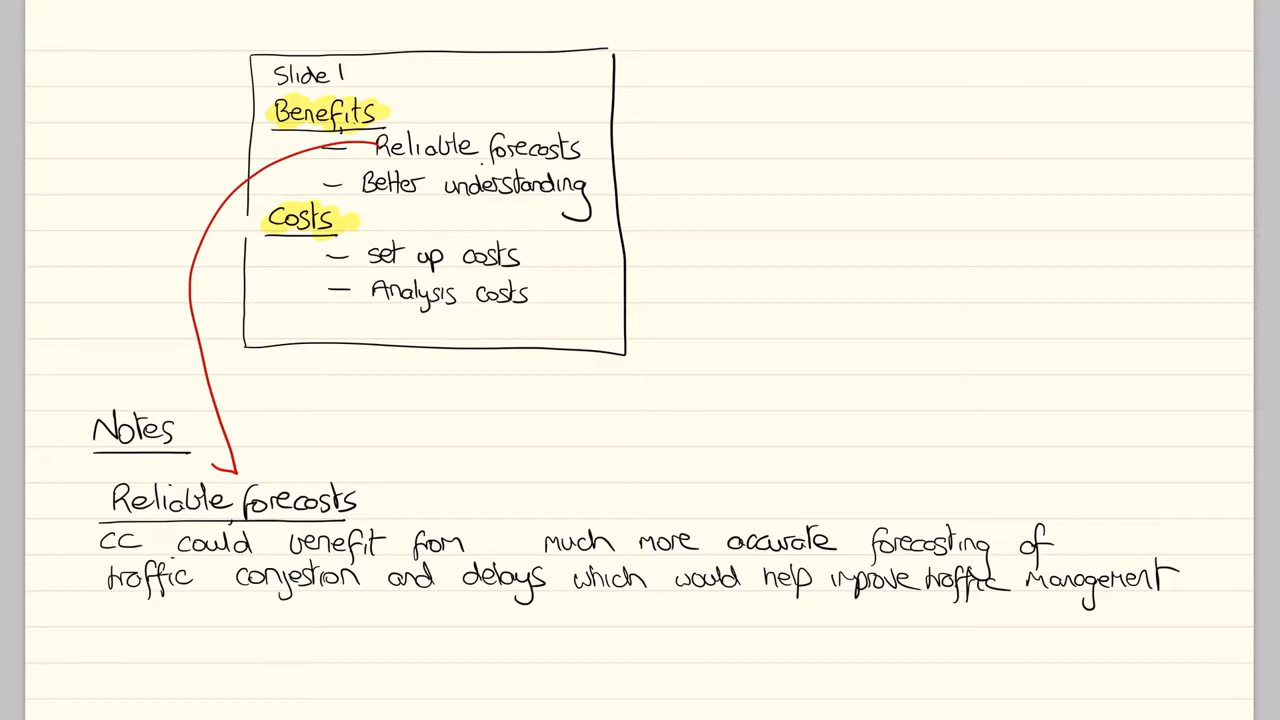 Slide 1
Benefits
- Reliable forecasts
- Better understanding
Costs
- set up costs
- Analysis costs
Notes
Reliable forecasts
CC could benefit from much more accurate forecasting of
traffic conjestion and delays which would help improve traffic management